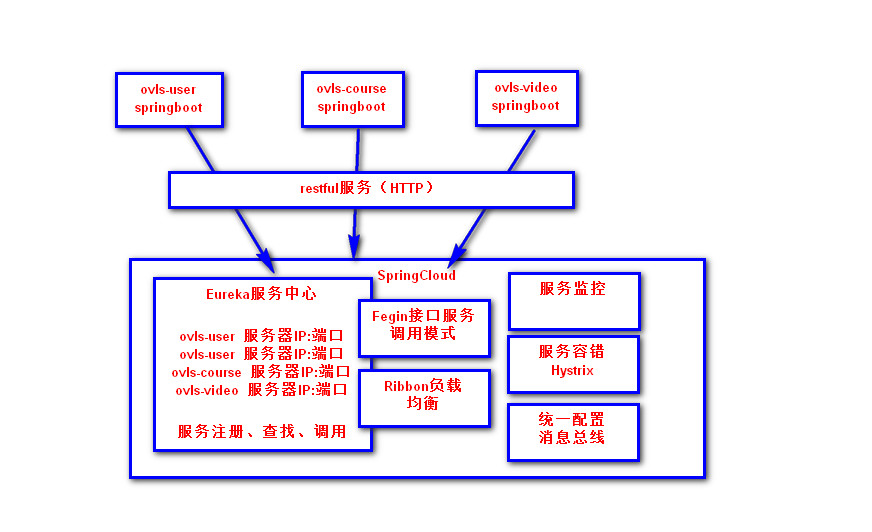 ovls-user
springboot
ovls-course
springboot
ovls-video
springboot
restful服务（HTTP）
SpringCloud
Eureka服务中心
ovls-user 服务器IP:端口
ovls-user 服务器IP:端口
ovls-course 服务器IP:端口
ovls-video 服务器IP:端口
服务注册、查找、调用
Fegin接口服务
调用模式
Ribbon负载
均衡
服务监控
服务容错
Hystrix
统一配置
消息总线